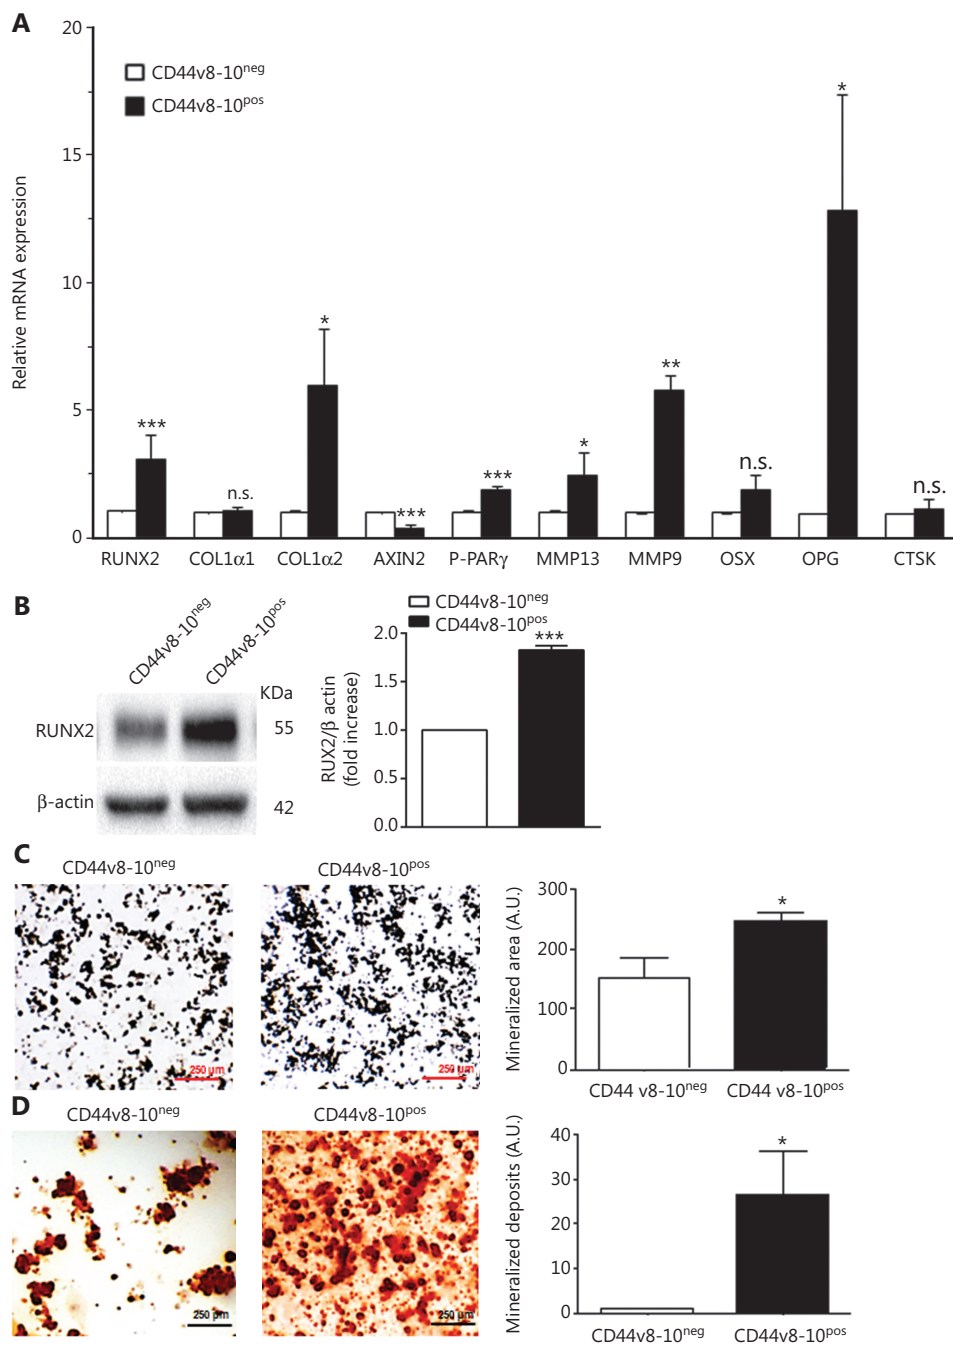 A
20
15
10
5
0
Relative mRNA expression
CD44v8-10neg
CD44v8-10pos
***
n.s.
*
***
***
*
**
n.s.
*
n.s.
RUNX2 COL1α1 COL1α2 AXIN2 P-PARγ MMP13 MMP9 OSX OPG CTSK
B
CD44v8-10neg
CD44v8-10pos
KDa
RUNX2
55
β-actin
42
CD44v8-10neg
CD44v8-10pos
RUX2/β actin
(fold increase)
2.0
1.5
1.0
0.5
0.0
***
C
CD44v8-10neg
250 μm
CD44v8-10pos
250 μm
Mineralized area (A.U.)
300
200
100
0
*
CD44 v8-10neg CD44 v8-10pos
D
CD44v8-10neg
250 μm
CD44v8-10pos
250 μm
Mineralized deposits (A.U.)
40
30
20
10
0
*
CD44v8-10neg CD44v8-10pos